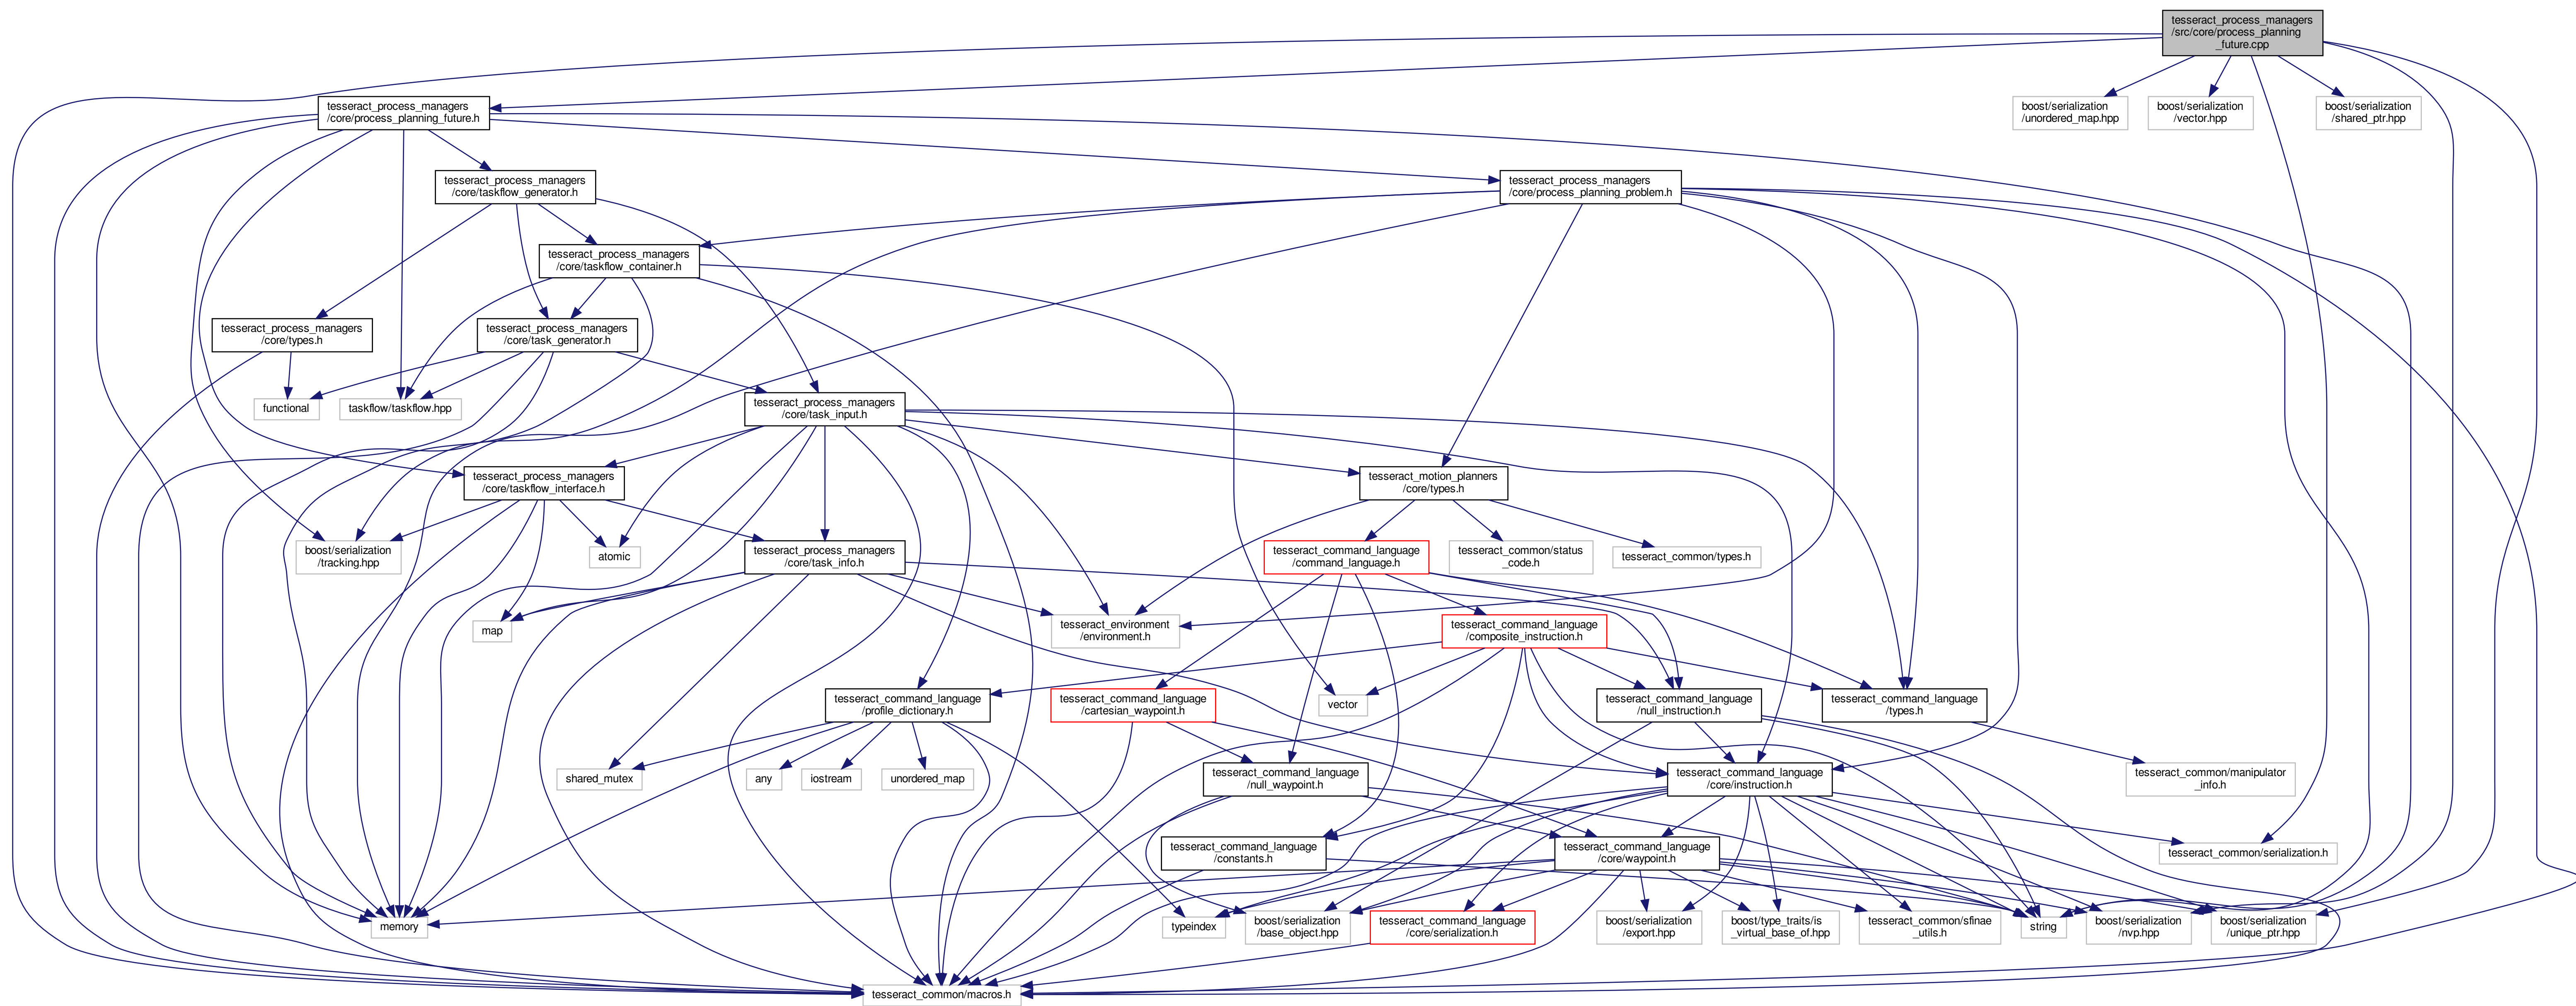 tesseract_process_managers
/src/core/process_planning
_future.cpp
tesseract_process_managers
/core/process_planning_future.h
boost/serialization
/unordered_map.hpp
boost/serialization
/vector.hpp
boost/serialization
/shared_ptr.hpp
tesseract_process_managers
/core/taskflow_generator.h
tesseract_process_managers
/core/process_planning_problem.h
tesseract_process_managers
/core/taskflow_container.h
tesseract_process_managers
/core/types.h
tesseract_process_managers
/core/task_generator.h
functional
taskflow/taskflow.hpp
tesseract_process_managers
/core/task_input.h
tesseract_process_managers
/core/taskflow_interface.h
tesseract_motion_planners
/core/types.h
boost/serialization
/tracking.hpp
atomic
tesseract_process_managers
/core/task_info.h
tesseract_command_language
/command_language.h
tesseract_common/status
_code.h
tesseract_common/types.h
map
tesseract_environment
/environment.h
tesseract_command_language
/composite_instruction.h
tesseract_command_language
/profile_dictionary.h
tesseract_command_language
/cartesian_waypoint.h
vector
tesseract_command_language
/null_instruction.h
tesseract_command_language
/types.h
shared_mutex
any
iostream
unordered_map
tesseract_command_language
/null_waypoint.h
tesseract_command_language
/core/instruction.h
tesseract_common/manipulator
_info.h
tesseract_command_language
/constants.h
tesseract_command_language
/core/waypoint.h
tesseract_common/serialization.h
memory
typeindex
boost/serialization
/base_object.hpp
tesseract_command_language
/core/serialization.h
boost/serialization
/export.hpp
boost/type_traits/is
_virtual_base_of.hpp
tesseract_common/sfinae
_utils.h
string
boost/serialization
/nvp.hpp
boost/serialization
/unique_ptr.hpp
tesseract_common/macros.h